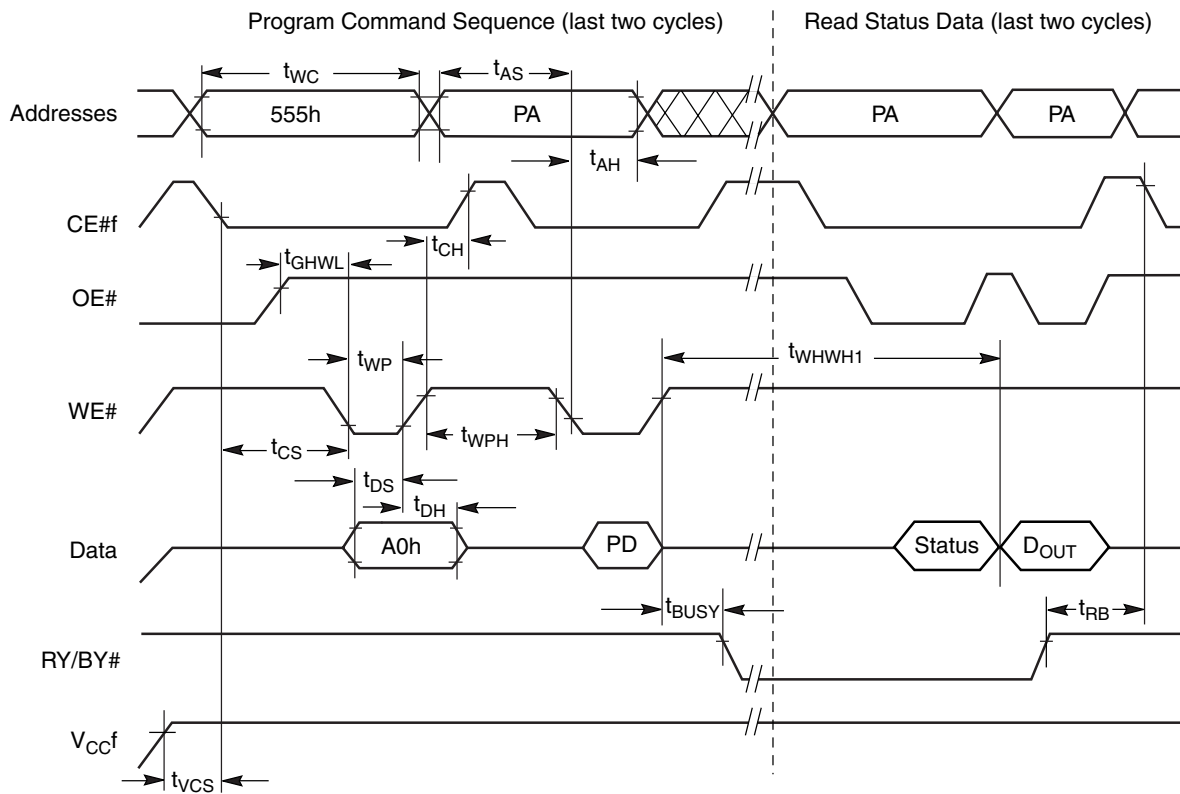 Program Command Sequence (last two cycles) Read Status Data (last two cycles)
tWC tAS
Addresses 555h PA PA PA
tAH
CE#f
tCH
tGHWL
OE#
tWP tWHWH1
WE#
tCS tWPH
tDS
tDH
Data A0h PD Status DOUT
tBUSY tRB
RY/BY#
VCCf
tVCS